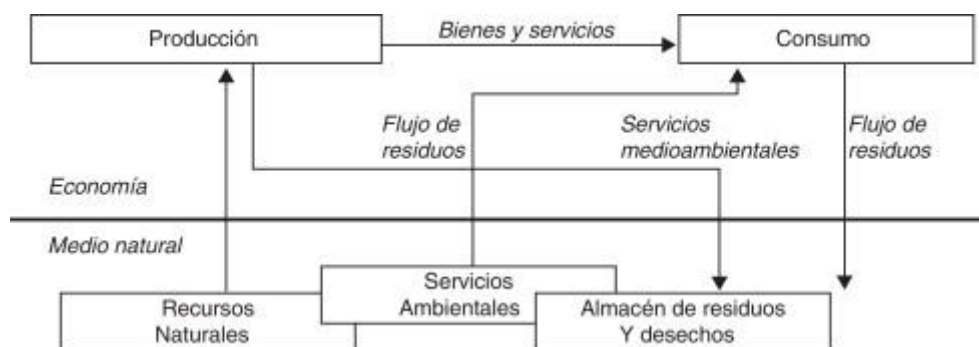 Producción
Bienes y servicios
Consumo
Flujo de
residuos
Servicios
medioambientales
Flujo de
residuos
Economía
Medio natural
Servicios
Ambientales
Recursos
Naturales
Almacén de residuos
Y desechos